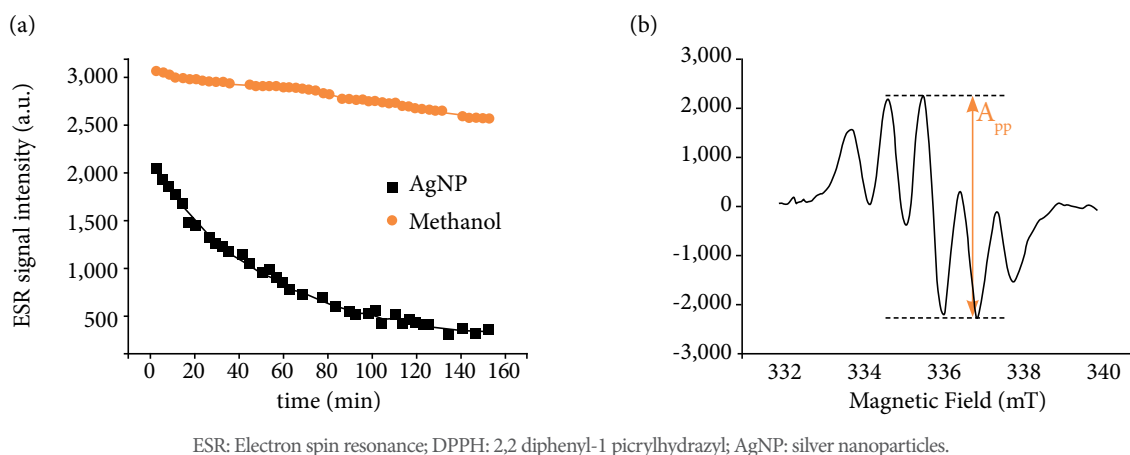 (a)
ESR signal intensity (a.u.)
3,000
2,500
2,000
1,500
1,000
500
AgNP
Methanol
0 20 40 60 80 100 120 140 160
time (min)
(b)
3,000
2,000
1,000
0
-1,000
-2,000
-3,000
App
332 334 336 338 340
Magnetic Field (mT)
ESR: Electron spin resonance; DPPH: 2,2 diphenyl-1 picrylhydrazyl; AgNP: silver nanoparticles.